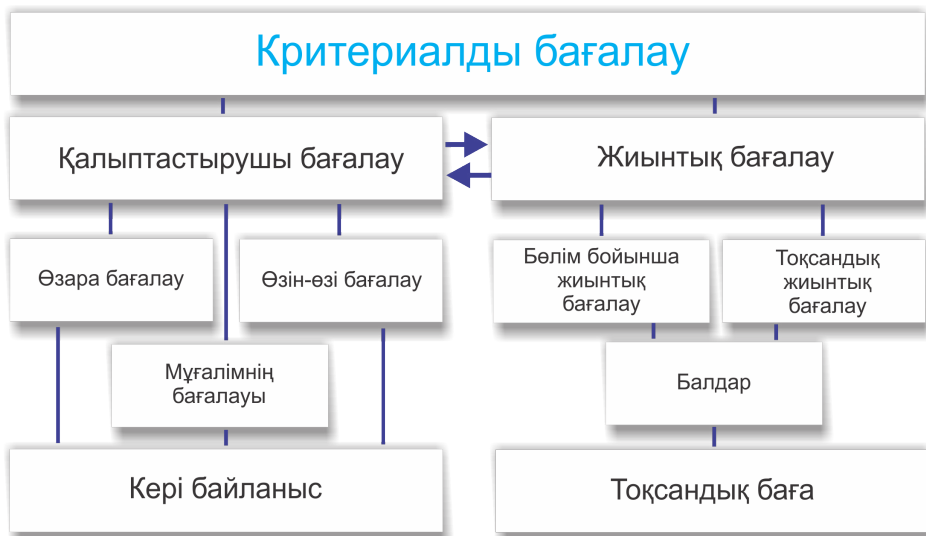 Критериалды бағалау
Қалыптастырушы бағалау
Жиынтық бағалау
Өзара бағалау
Өзін-өзі бағалау
Бөлім бойынша
жиынтық
бағалау
Тоқсандық
жиынтық
бағалау
Мұғалімнің
бағалауы
Балдар
Кері байланыс
Тоқсандық баға